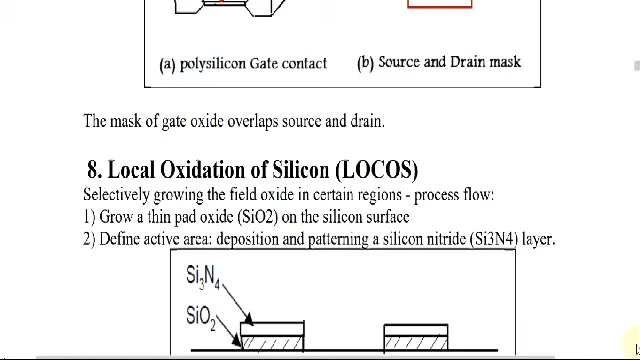 (a) polysilicon Gate contact (b) Source and Drain mask
The mask of gate oxide overlaps source and drain.
8. Local Oxidation of Silicon (LOCOS)
Selectively growing the field oxide in certain regions - process flow:
1) Grow a thin pad oxide (SiO2) on the silicon surface
2) Define active area: deposition and patterning a silicon nitride (Si3N4) layer.
Si₃N₄
SiO₂